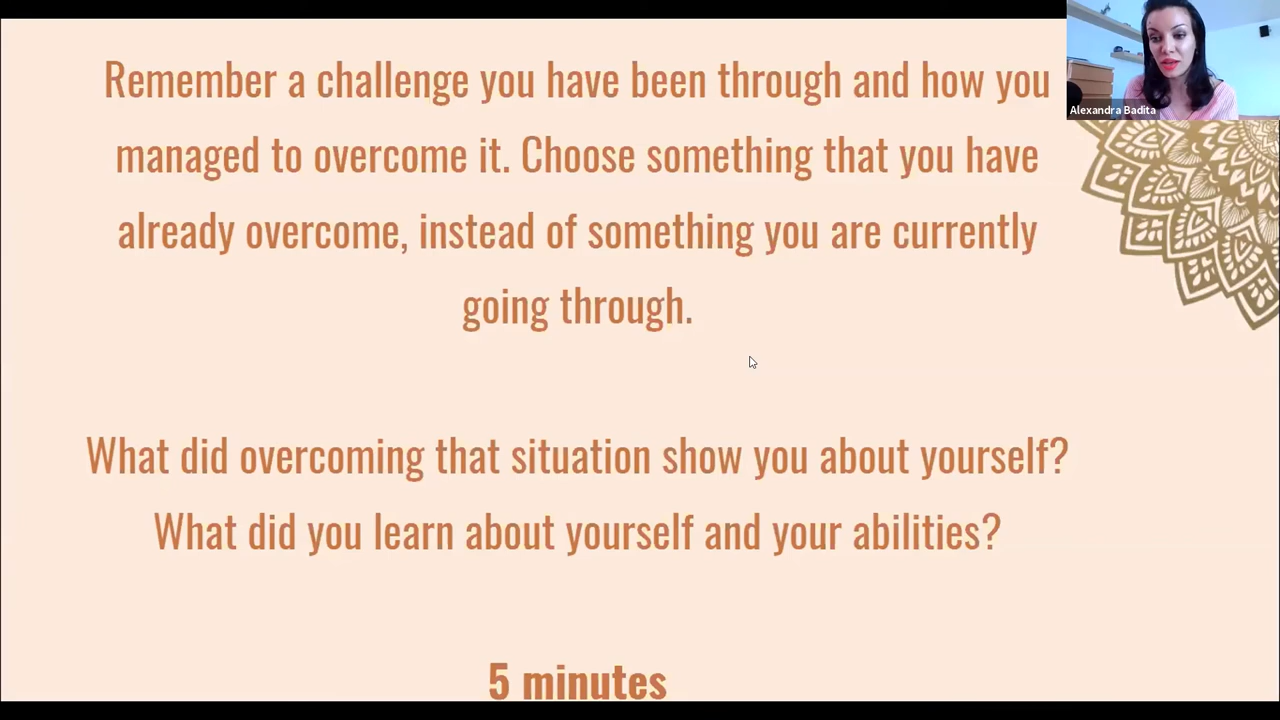 Remember a challenge you have been through and how you
managed to overcome it. Choose something that you have
already overcome, instead of something you are currently
going through.
What did overcoming that situation show you about yourself?
What did you learn about yourself and your abilities?
5 minutes
Alexandra Badita